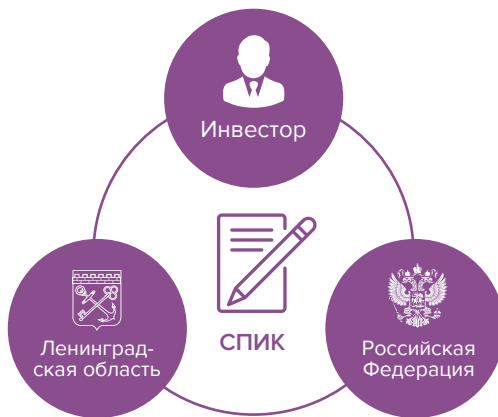 Инвестор
СПИК
Ленинград-
ская область
Российская
Федерация